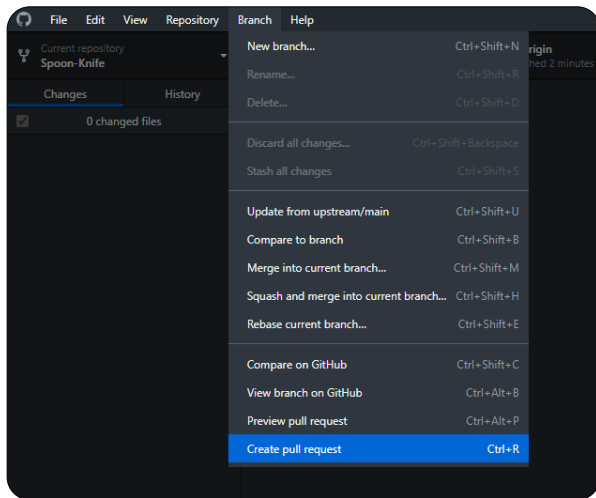 File Edit View Repository Branch Help
Current repository
Spoon-Knife
Changes History
0 changed files
New branch... Ctrl+Shift+N
Rename... Ctrl+Shift+R
Delete... Ctrl+Shift+D
Discard all changes... Ctrl+Shift+Backspace
Stash all changes Ctrl+Shift+S
Update from upstream/main Ctrl+Shift+U
Compare to branch Ctrl+Shift+B
Merge into current branch... Ctrl+Shift+M
Squash and merge into current branch... Ctrl+Shift+H
Rebase current branch... Ctrl+Shift+E
Compare on GitHub Ctrl+Shift+C
View branch on GitHub Ctrl+Alt+B
Preview pull request Ctrl+Alt+P
Create pull request Ctrl+R
rigin
hed 2 minutes